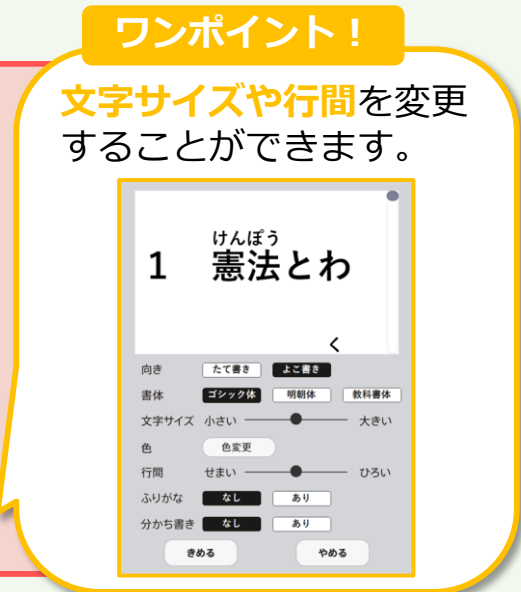 ワンポイント！
文字サイズや行間を変更
することができます。
けんぽう
1 憲法とわ
く
向き たて書き よこ書き
書体 ゴシック体 明朝体 教科書体
文字サイズ 小さい 大きい
色 色変更
行間 せまい ひろい
ふりがな なし あり
分かち書き なし あり
きめる やめる